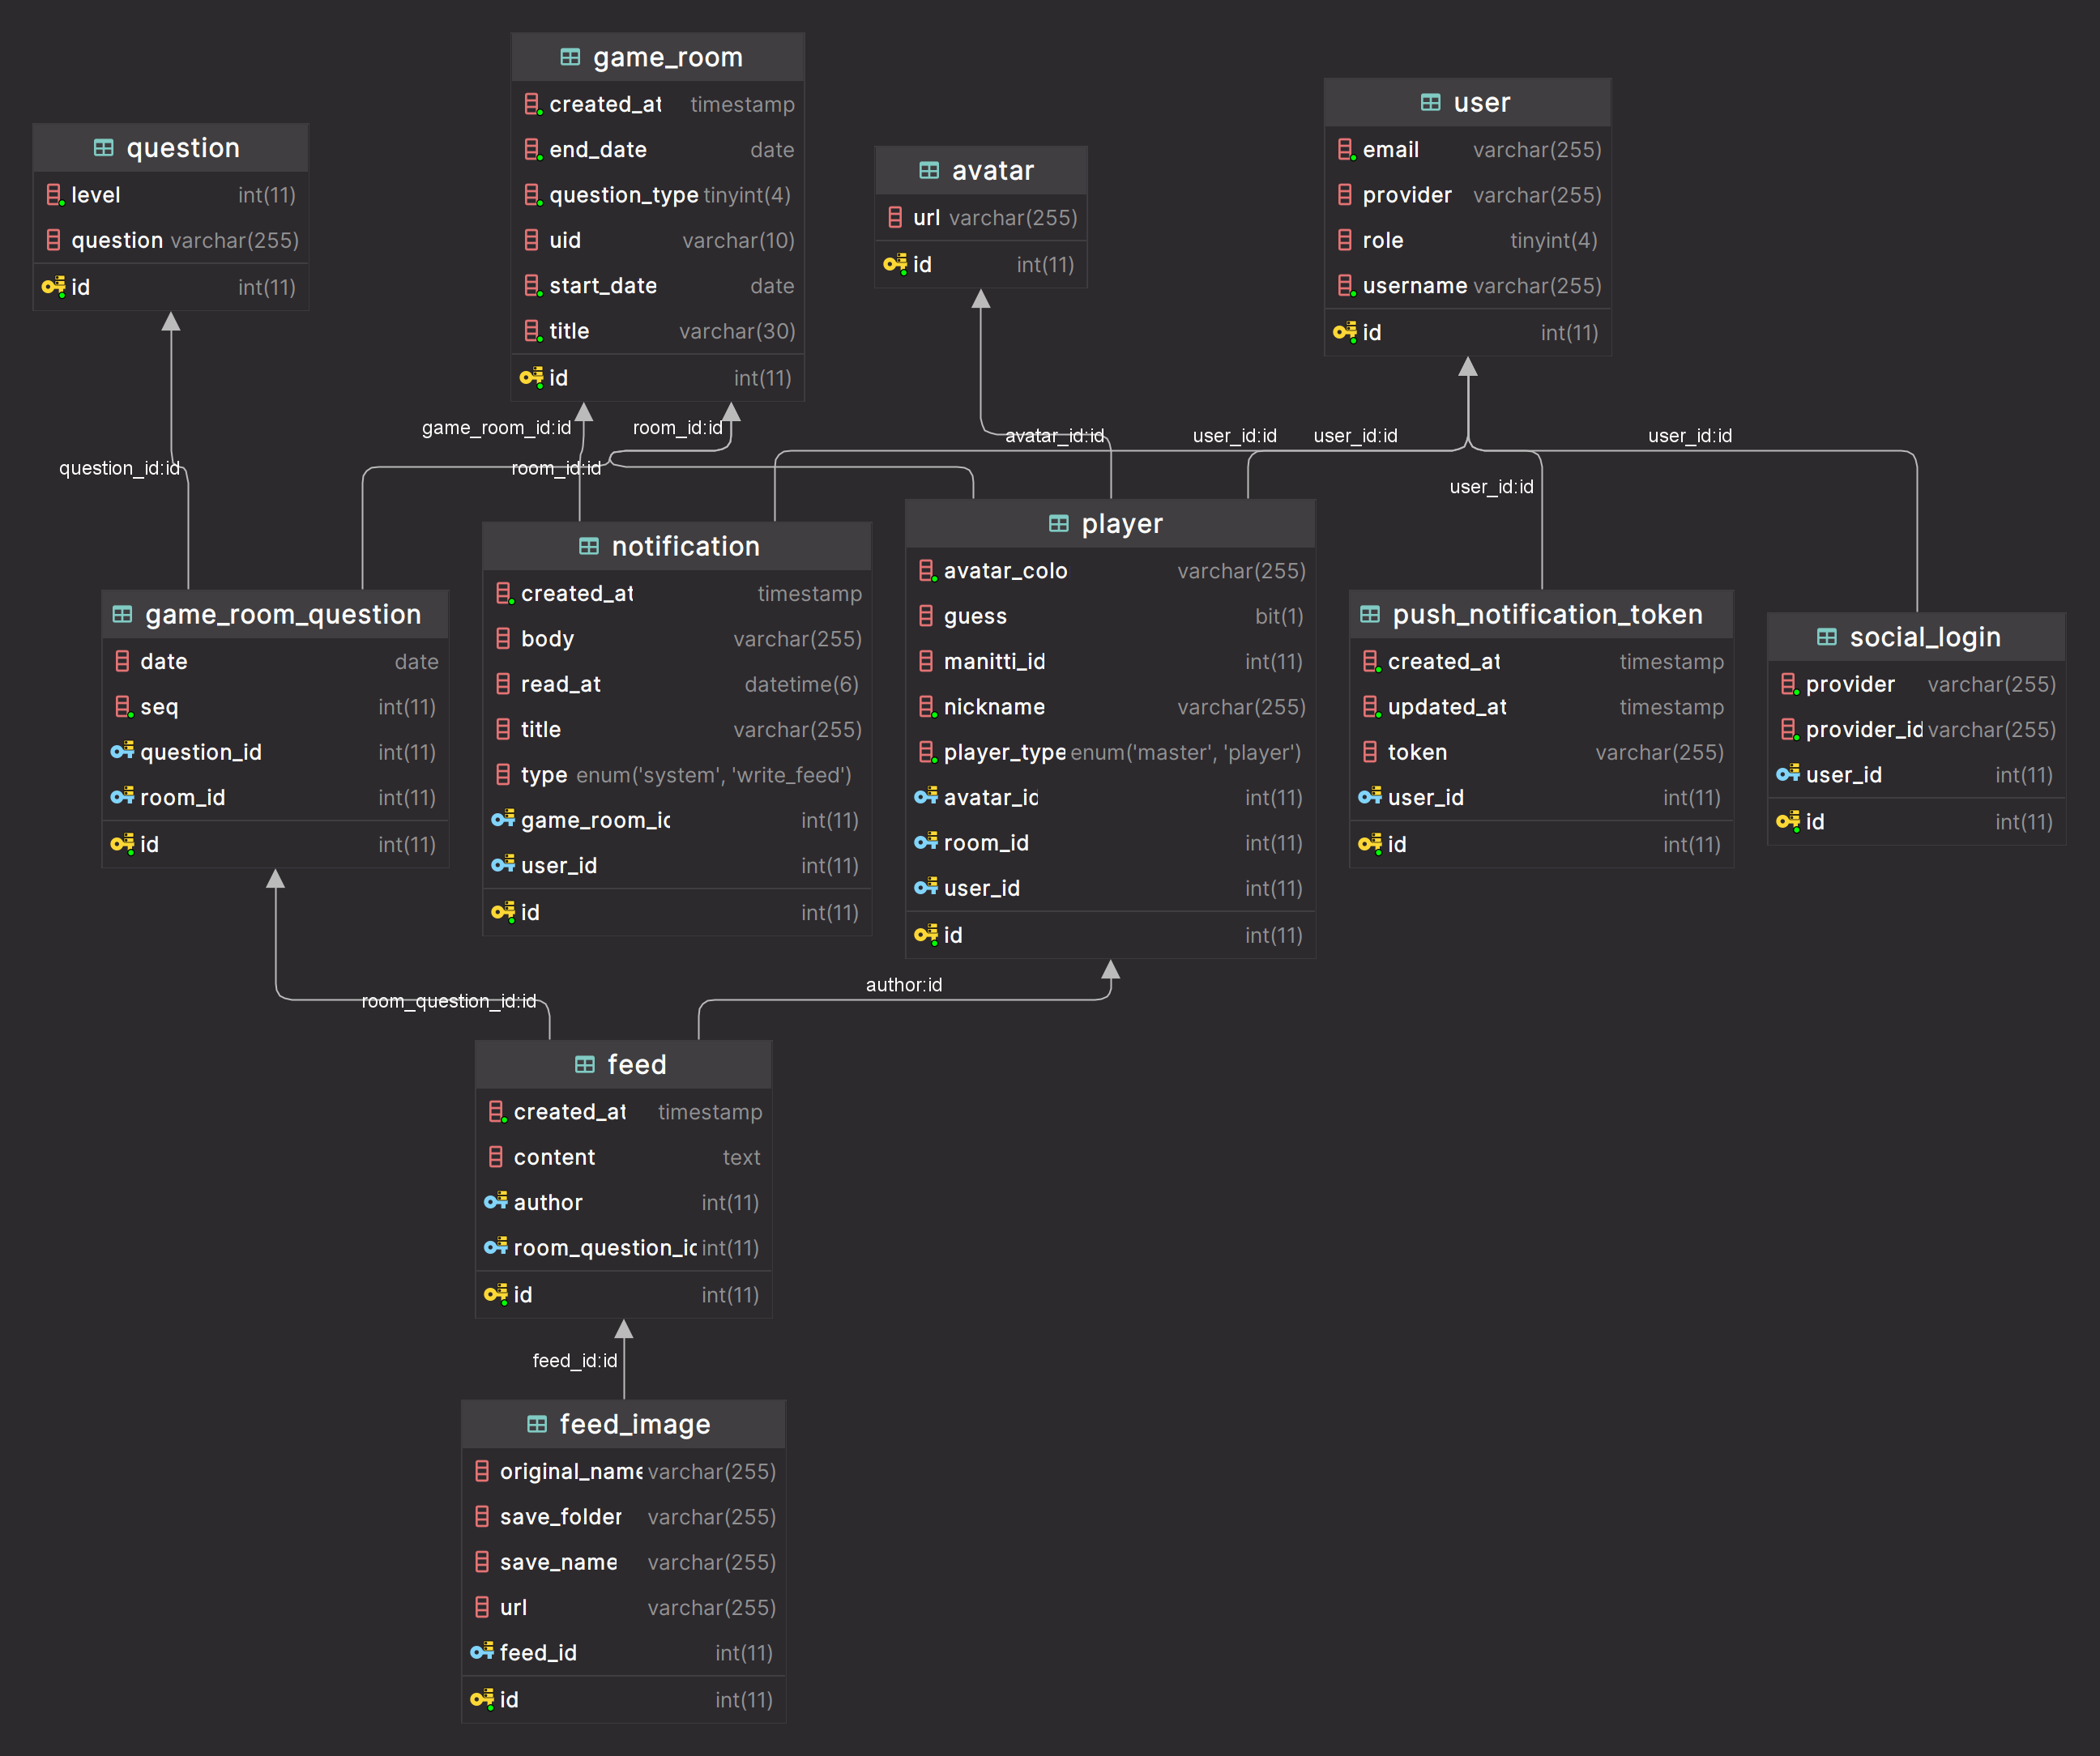 game_room
created_at timestamp
end_date date
question_type tinyint(4)
uid varchar(10)
start_date date
title varchar(30)
id int(11)
user
email varchar(255)
provider varchar(255)
role tinyint(4)
username varchar(255)
id int(11)
question
level int(11)
question varchar(255)
id int(11)
avatar
url varchar(255)
id int(11)
game_room_id:id
room_id:id
avatar_id:id
user_id:id
user_id:id
user_id:id
question_id:id
room_id:id
user_id:id
player
avatar_colo varchar(255)
guess bit(1)
manitti_id int(11)
nickname varchar(255)
player_type enum('master', 'player')
avatar_id int(11)
room_id int(11)
user_id int(11)
id int(11)
notification
created_at timestamp
body varchar(255)
read_at datetime(6)
title varchar(255)
type enum('system', 'write_feed')
game_room_id int(11)
user_id int(11)
id int(11)
game_room_question
date date
seq int(11)
question_id int(11)
room_id int(11)
id int(11)
push_notification_token
created_at timestamp
updated_at timestamp
token varchar(255)
user_id int(11)
id int(11)
social_login
provider varchar(255)
provider_id varchar(255)
user_id int(11)
id int(11)
room_question_id:id
author:id
feed
created_at timestamp
content text
author int(11)
room_question_id int(11)
id int(11)
feed_id:id
feed_image
original_name varchar(255)
save_folder varchar(255)
save_name varchar(255)
url varchar(255)
feed_id int(11)
id int(11)